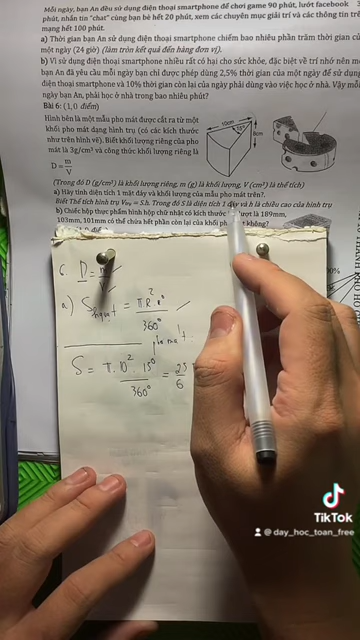 Mỗi ngày, bạn An đều sử dụng điện thoại smartphone để chơi game 90 phút, lướt facebook 3
phút, nhắn tin "chat" cùng bạn bè hết 20 phút, xem các chuyên mục giải trí và các thông tin trê
mạng hết 100 phút.
a) Thời gian bạn An sử dụng điện thoại smartphone chiếm bao nhiêu phần trăm thời gian củ
một ngày (24 giờ) (làm tròn kết quả đến hàng đơn vị).
b) Vì sử dụng smartphone nhiều rất có hại cho sức khỏe, đặc biệt về trí nhớ nên m
bạn An đã yêu cầu mỗi ngày bạn chỉ được phép dùng 2,5% thời gian của một ngày để sử dụng
điện thoại smartphone và 10% thời gian còn lại của ngày phải dùng vào việc học ở nhà. Vậy mỗi
ngày bạn An, phải học ở nhà trong bao nhiêu phút?
Bài 6: (1,0 điểm)
Hình bên là một mẫu pho mát được cắt ra từ một
khối pho mát dạng hình trụ (có các kích thước
như trên hình vẽ). Biết khối lượng riêng của pho
mát là 3g/cm³ và công thức khối lượng riêng là
D = m/V
10cm
15°
8cm
(Trong đó D (g/cm³) là khối lượng riêng, m (g) là khối lượng, V (cm³) là thể tích)
a) Hãy tính diện tích 1 mặt đáy và khối lượng của mẫu pho mát trên?.
Biết Thể tích hình trụ Vtrụ = S.h. Trong đó S là diện tích 1 đáy và h là chiều cao của hình trụ
b) Chiếc hộp thực phẩm hình hộp chữ nhật có kích thước lượt là 189mm,
103mm, 101mm có thể chứa hết phần còn lại của khối không?
6. D =
a) Squạt = πR² n° / 360°
S = π.10².15° / 360° = 25 / 6
TikTok
@day_hoc_toan_free